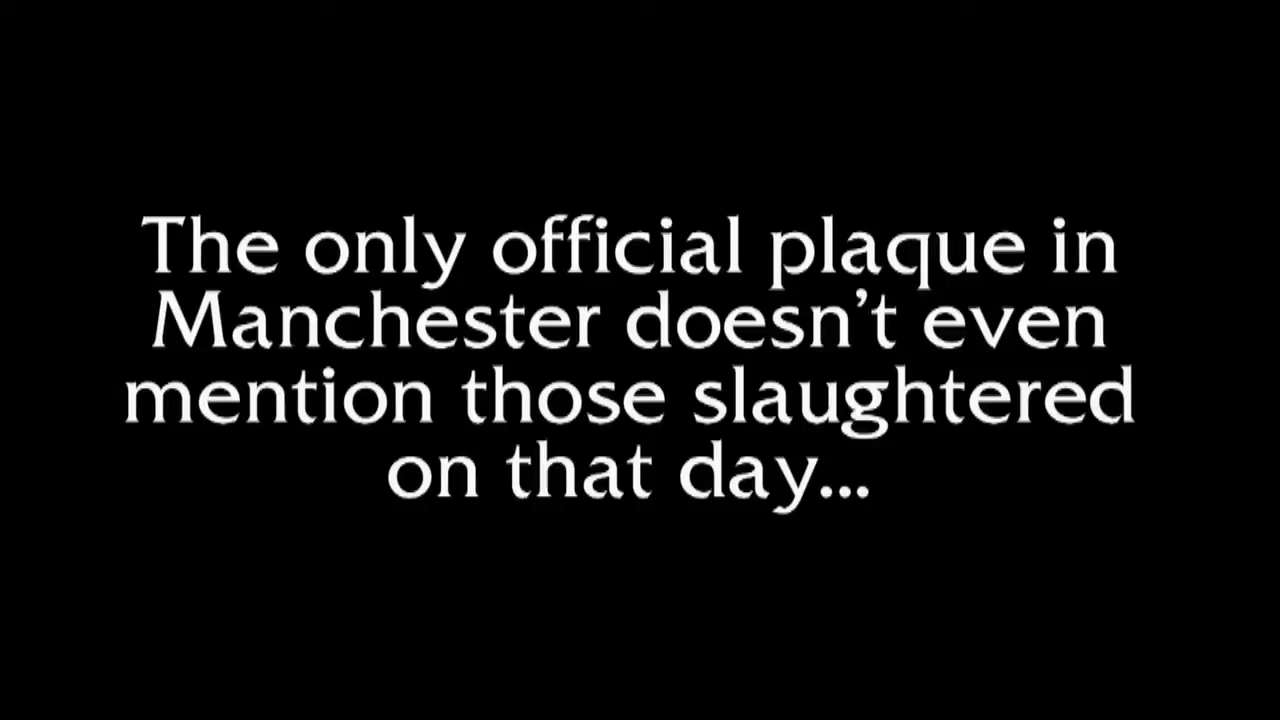 The only official plaque in
Manchester doesn’t even
mention those slaughtered
on that day...